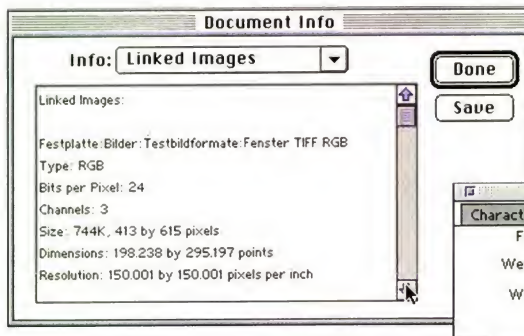 Document Info
Info: Linked Images
Done
Save
Linked Images:
Festplatte:Bilder:Testbildformate:Fenster TIFF RGB
Type: RGB
Bits per Pixel: 24
Channels: 3
Size: 744K, 413 by 615 pixels
Dimensions: 198.238 by 295.197 points
Resolution: 150.001 by 150.001 pixels per inch